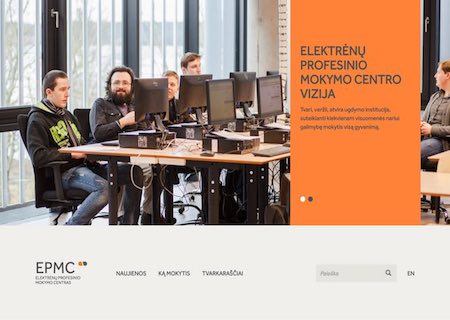 ELEKTRĖNŲ
PROFESINIO
MOKYMO CENTRO
VIZIJA
Tvari, verži, atvira ugdymo institucija,
suteikianti kiekvienam visuomenės nariui
galimybę mokytis visą gyvenimą.
EPMC
ELEKTRĖNŲ PROFESINIO
MOKYMO CENTRAS
NAUJIENOS
KĄ MOKYTIS
TVARKARAŠČIAI
Paieška
EN